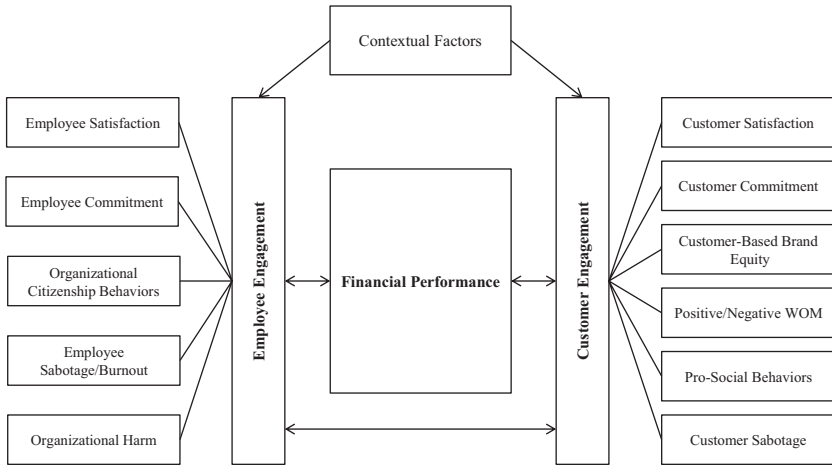 Contextual Factors
Employee Satisfaction
Employee Commitment
Organizational
Citizenship Behaviors
Employee
Sabotage/Burnout
Organizational Harm
Employee Engagement
Financial Performance
Customer Engagement
Customer Satisfaction
Customer Commitment
Customer-Based Brand
Equity
Positive/Negative WOM
Pro-Social Behaviors
Customer Sabotage